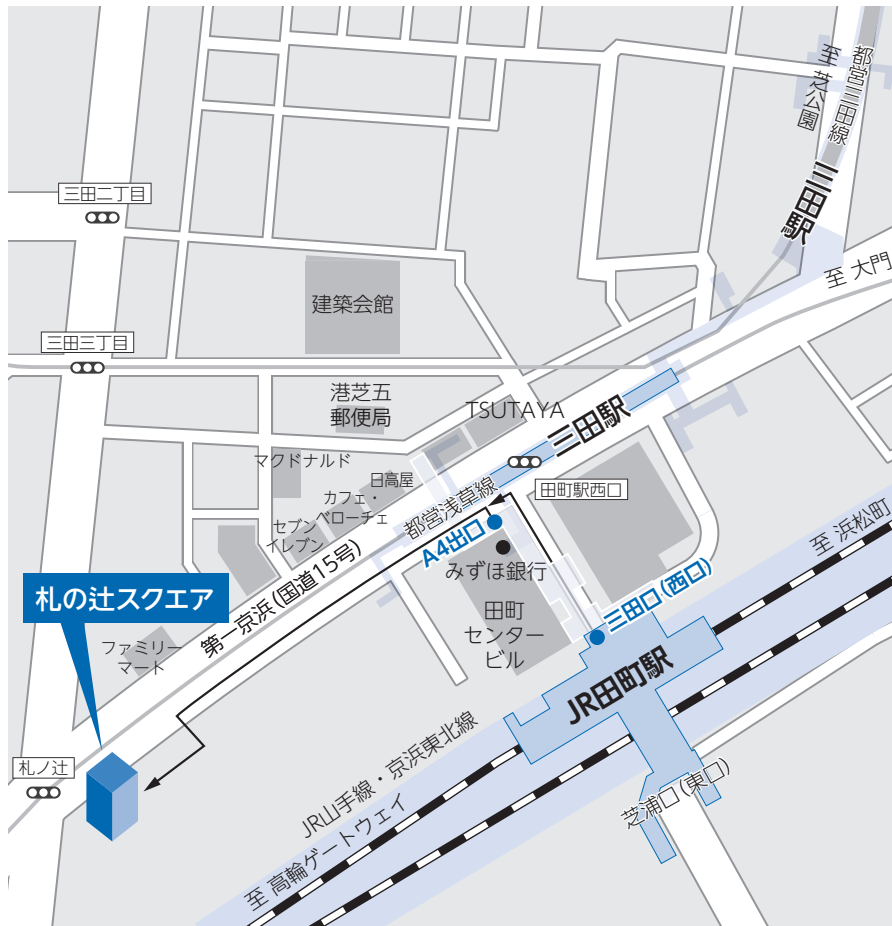 至 芝公園
都営三田線
三田駅
三田二丁目
至 大門
建築会館
三田三丁目
港芝五
郵便局
TSUTAYA
三田駅
マクドナルド
日高屋
カフェ・
ベローチェ
セブン
イレブン
都営浅草線
田町駅西口
A4出口
みずほ銀行
至 浜松町
第一京浜(国道15号)
札の辻スクエア
田町
センター
ビル
三田口(西口)
ファミリー
マート
JR田町駅
札ノ辻
JR山手線・京浜東北線
芝浦口(東口)
至 高輪ゲートウェイ